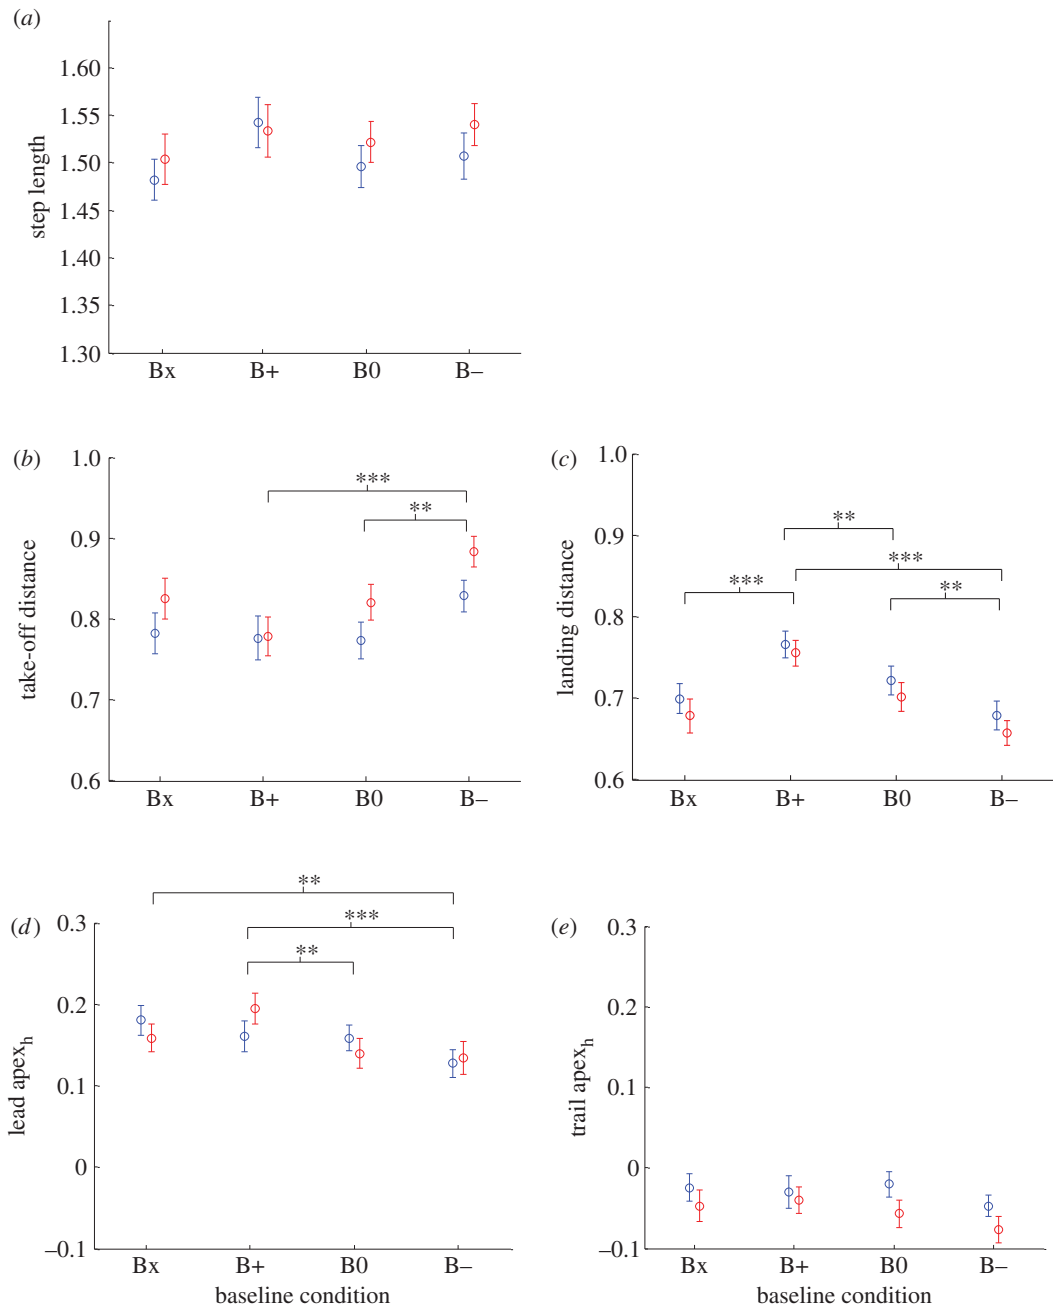 (a)
1.60
1.55
1.50
1.45
1.40
1.35
1.30
step length
Bx B+ B0 B–
(b)
1.0
0.9
0.8
0.7
0.6
take-off distance
***
**
Bx B+ B0 B–
(c)
1.0
0.9
0.8
0.7
0.6
landing distance
**
***
***
**
Bx B+ B0 B–
(d)
0.3
0.2
0.1
0
–0.1
lead apexh
**
***
**
Bx B+ B0 B–
baseline condition
(e)
0.3
0.2
0.1
0
–0.1
trail apexh
Bx B+ B0 B–
baseline condition